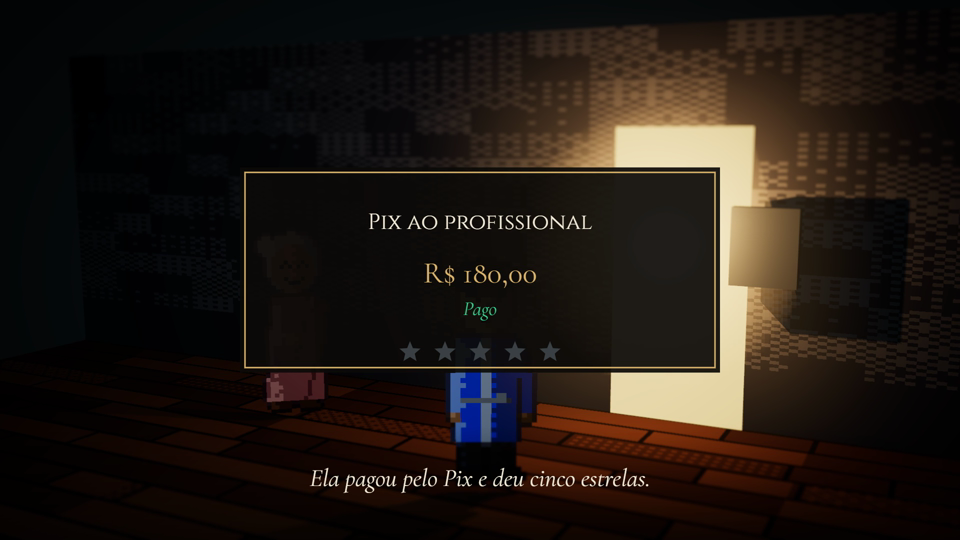 Pix ao profissional
R$ 180,00
Pago
Ela pagou pelo Pix e deu cinco estrelas.